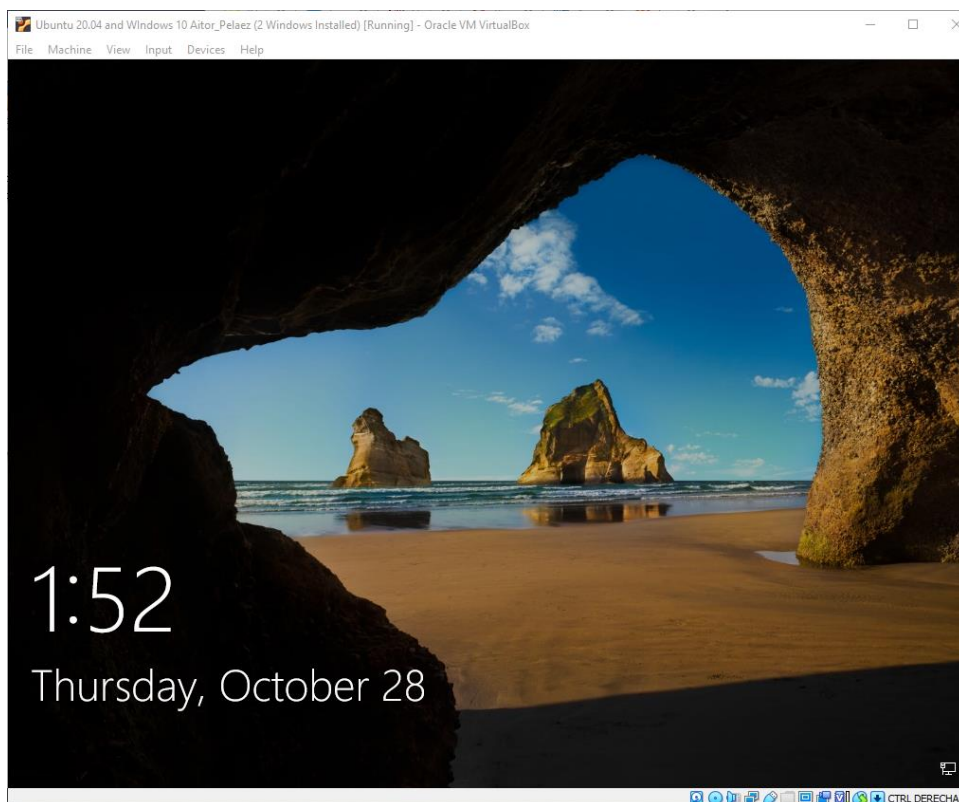 Ubuntu 20.04 and WIndows 10 Aitor_Pelaez (2 Windows Installed) [Running] - Oracle VM VirtualBox
File Machine View Input Devices Help
1:52
Thursday, October 28
CTRL DERECHA